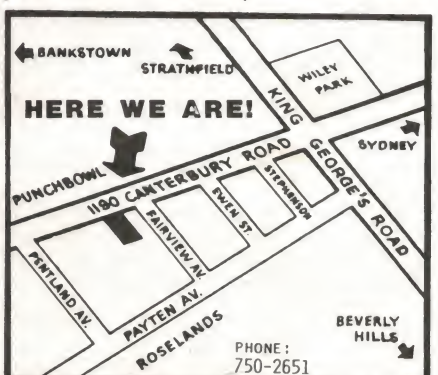 BANKSTOWN
STRATHFIELD
WILEY
PARK
HERE WE ARE!
KING GEORGE'S ROAD
SYDNEY
PUNCHBOWL
1190 CANTERBURY ROAD
STEPHENSON
EWEN ST.
FAIRVIEW AV.
PENTLAND AV.
PAYTEN AV.
ROSELANDS
BEVERLY
HILLS
PHONE:
750-2651